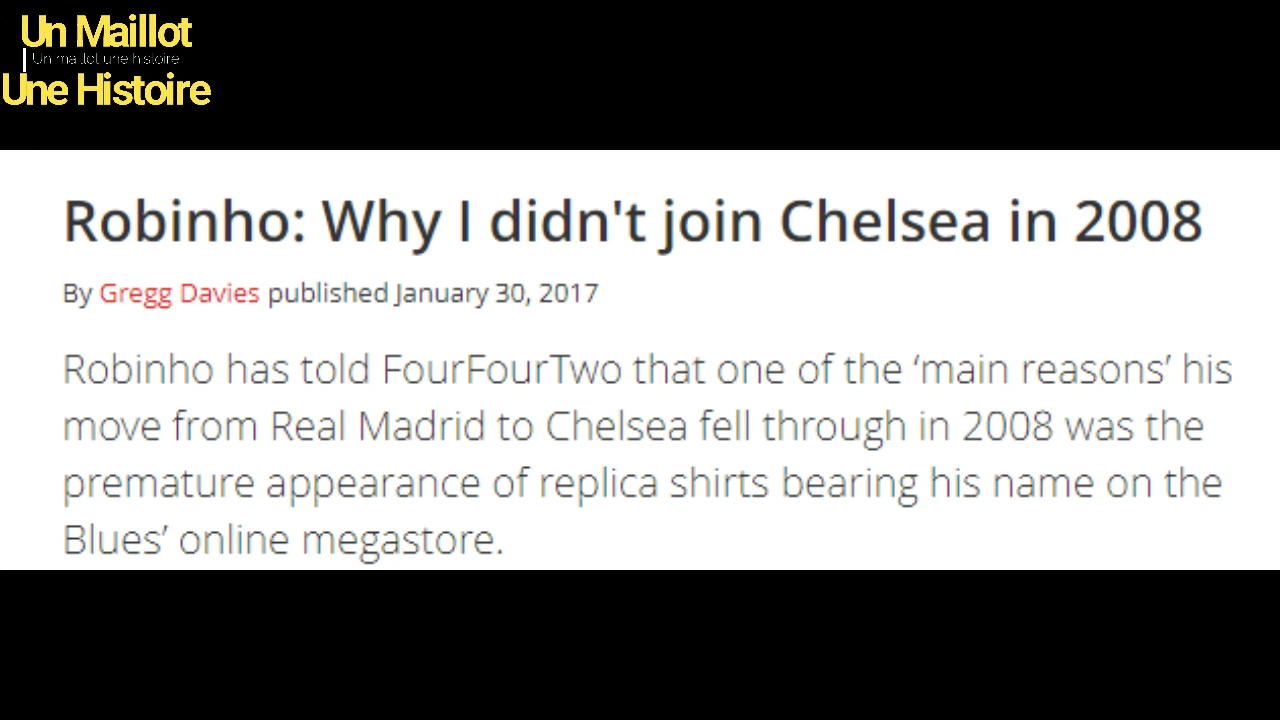 Un Maillot
Un maillot une histoire
Une Histoire
Robinho: Why I didn't join Chelsea in 2008
By Gregg Davies published January 30, 2017
Robinho has told FourFourTwo that one of the ‘main reasons’ his
move from Real Madrid to Chelsea fell through in 2008 was the
premature appearance of replica shirts bearing his name on the
Blues’ online megastore.